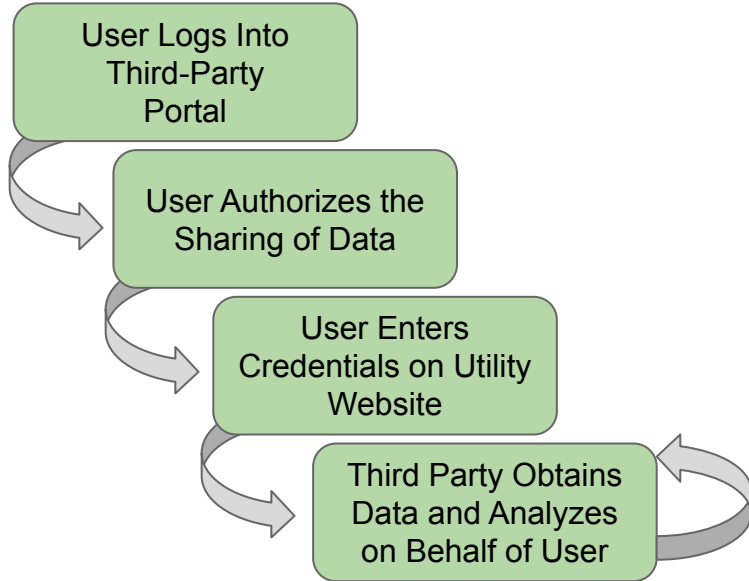 User Logs Into
Third-Party
Portal
User Authorizes the
Sharing of Data
User Enters
Credentials on Utility
Website
Third Party Obtains
Data and Analyzes
on Behalf of User